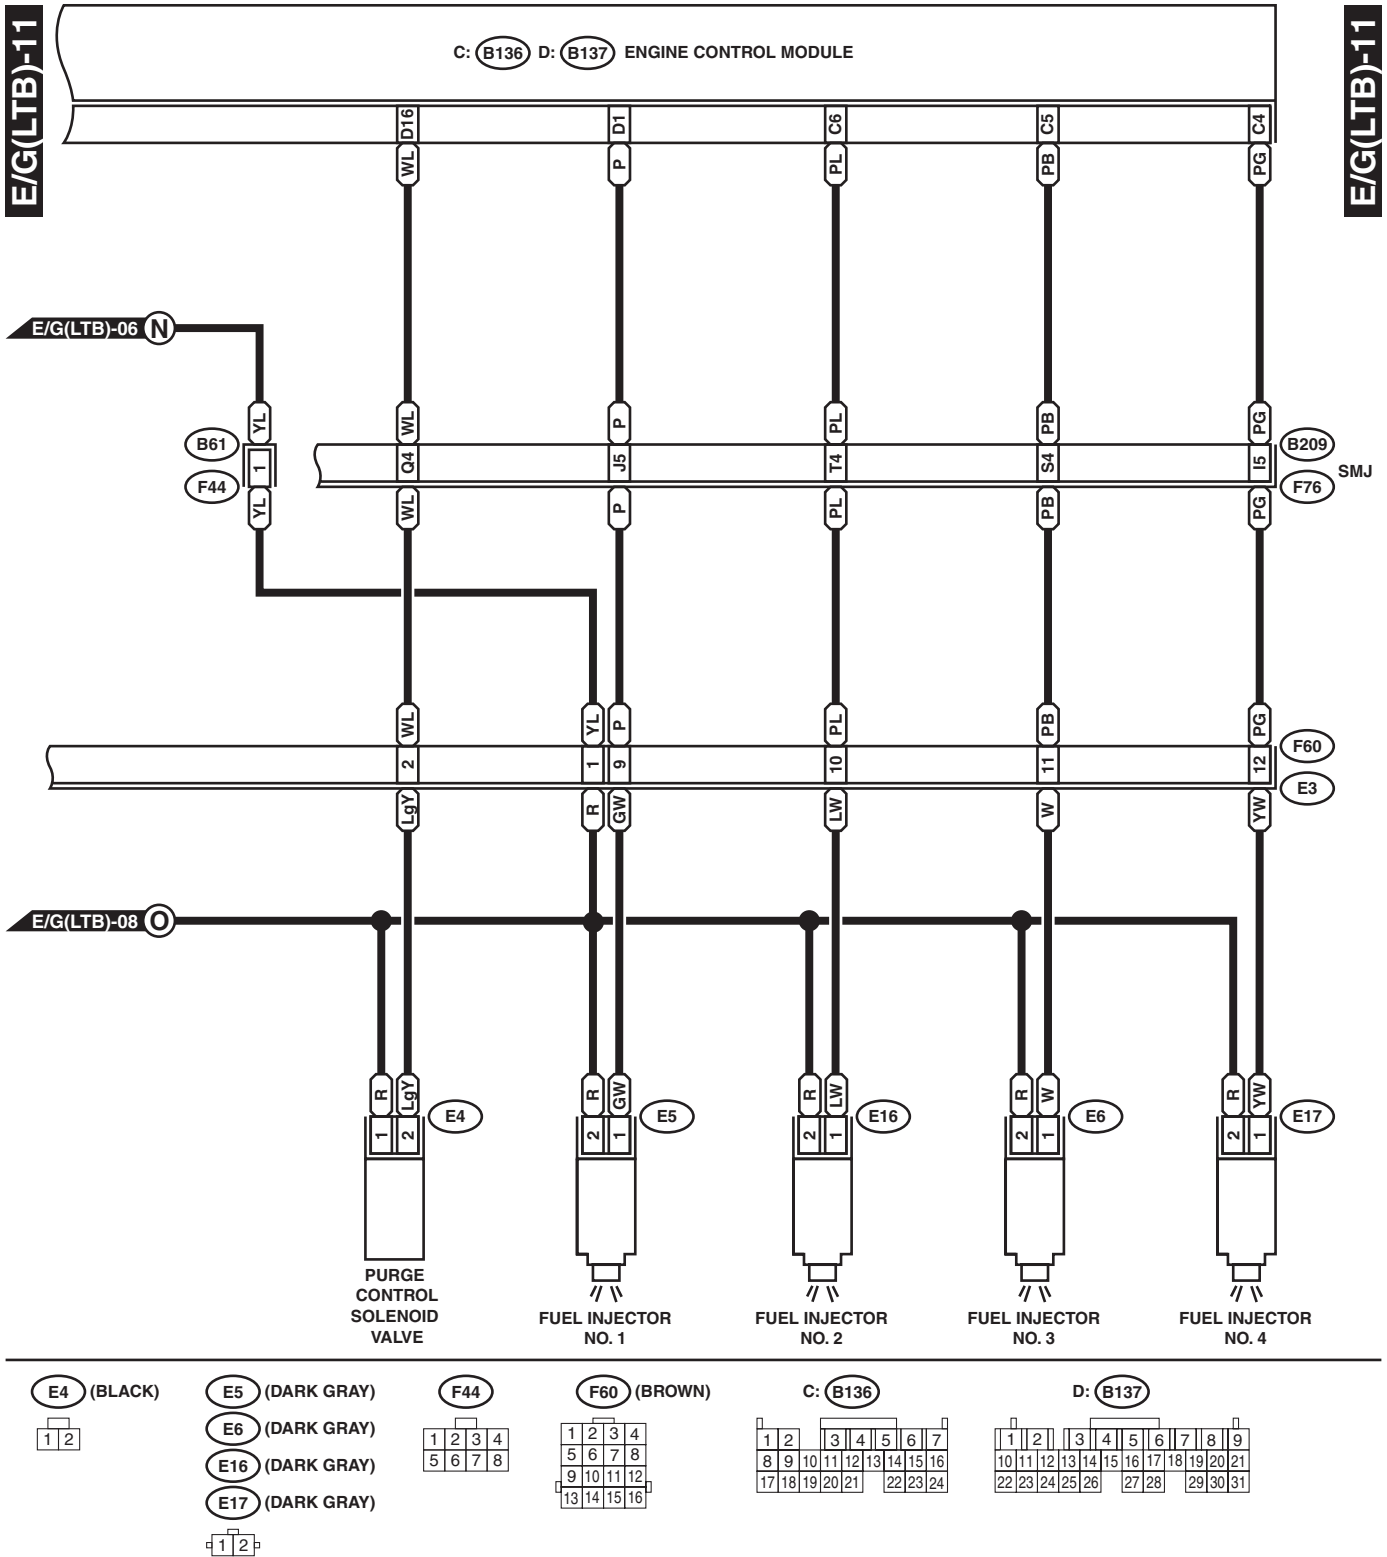 E/G(LTB)-11
E/G(LTB)-11
C: B136 D: B137 ENGINE CONTROL MODULE
D16 D1 C6 C5 C4
WL P PL PB PG
E/G(LTB)-06 N
YL WL P PL PB PG
B61 B209
1 Q4 J5 T4 S4 I5 SMJ
F44 F76
YL WL P PL PB PG
WL YL P PL PB PG
F60
2 1 9 10 11 12
E3
LgY R GW LW W YW
E/G(LTB)-08 O
R LgY R GW R LW R W R YW
E4 E5 E16 E6 E17
1 2 2 1 2 1 2 1 2 1
PURGE
CONTROL
SOLENOID
VALVE
FUEL INJECTOR
NO. 1
FUEL INJECTOR
NO. 2
FUEL INJECTOR
NO. 3
FUEL INJECTOR
NO. 4
E4 (BLACK)
1 2
E5 (DARK GRAY)
E6 (DARK GRAY)
E16 (DARK GRAY)
E17 (DARK GRAY)
1 2
F44
1 2 3 4
5 6 7 8
F60 (BROWN)
1 2 3 4
5 6 7 8
9 10 11 12
13 14 15 16
C: B136
1 2 3 4 5 6 7
8 9 10 11 12 13 14 15 16
17 18 19 20 21 22 23 24
D: B137
1 2 3 4 5 6 7 8 9
10 11 12 13 14 15 16 17 18 19 20 21
22 23 24 25 26 27 28 29 30 31